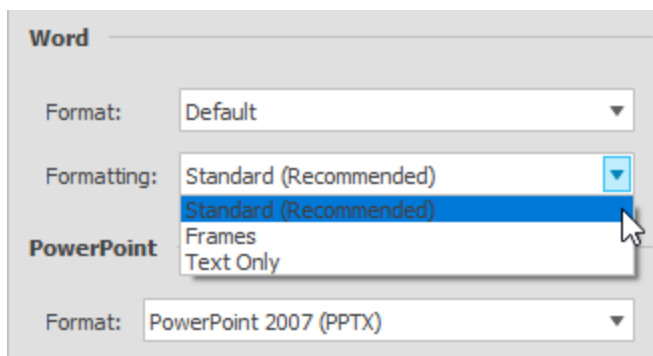 Word
Format: Default
Formatting: Standard (Recommended)
Standard (Recommended)
Frames
PowerPoint
Text Only
Format: PowerPoint 2007 (PPTX)